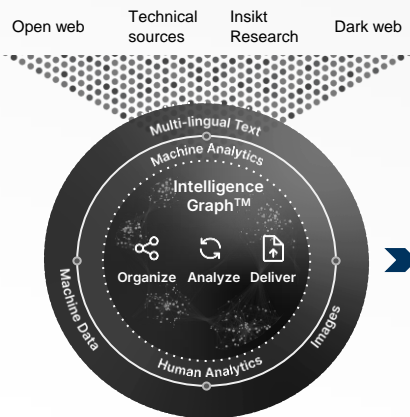 Open web
Technical
sources
Insikt
Research
Dark web
Multi-lingual Text
Machine Analytics
Intelligence
Graph™
Organize Analyze Deliver
Machine Data
Images
Human Analytics